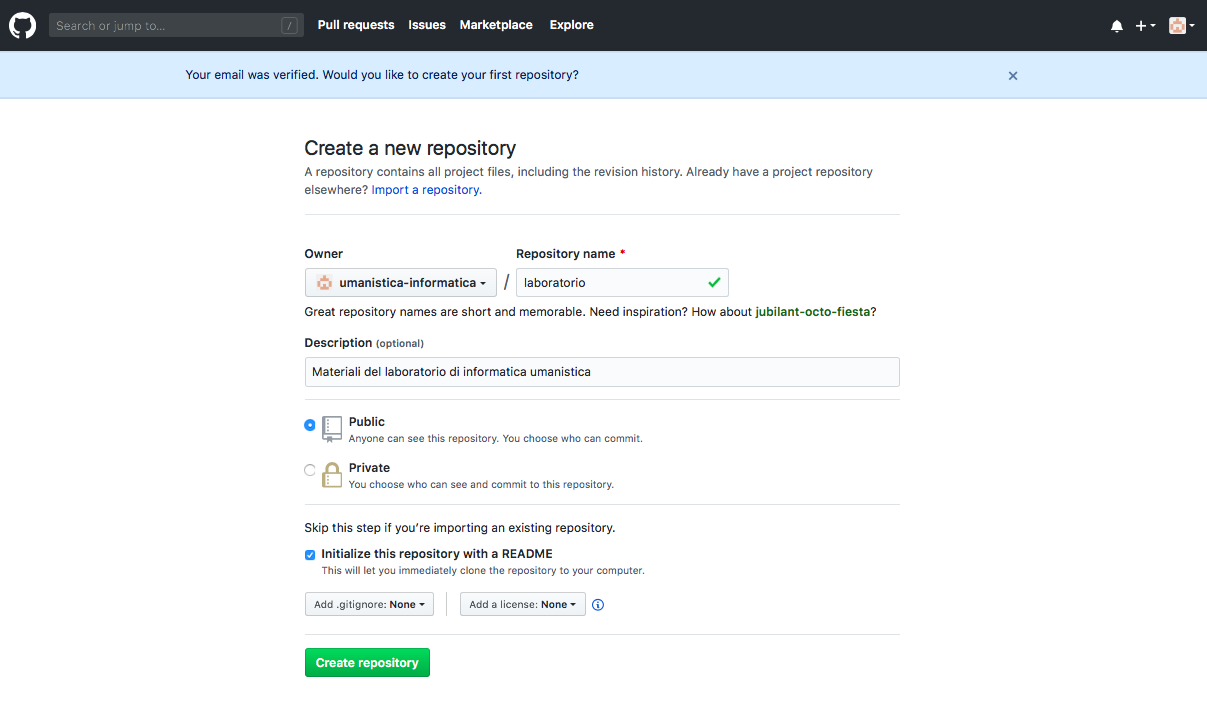 Search or jump to... /
Pull requests Issues Marketplace Explore
Your email was verified. Would you like to create your first repository?
Create a new repository
A repository contains all project files, including the revision history. Already have a project repository
elsewhere? Import a repository.
Owner Repository name *
umanistica-informatica / laboratorio
Great repository names are short and memorable. Need inspiration? How about jubilant-octo-fiesta?
Description (optional)
Materiali del laboratorio di informatica umanistica
Public
Anyone can see this repository. You choose who can commit.
Private
You choose who can see and commit to this repository.
Skip this step if you’re importing an existing repository.
Initialize this repository with a README
This will let you immediately clone the repository to your computer.
Add .gitignore: None Add a license: None
Create repository